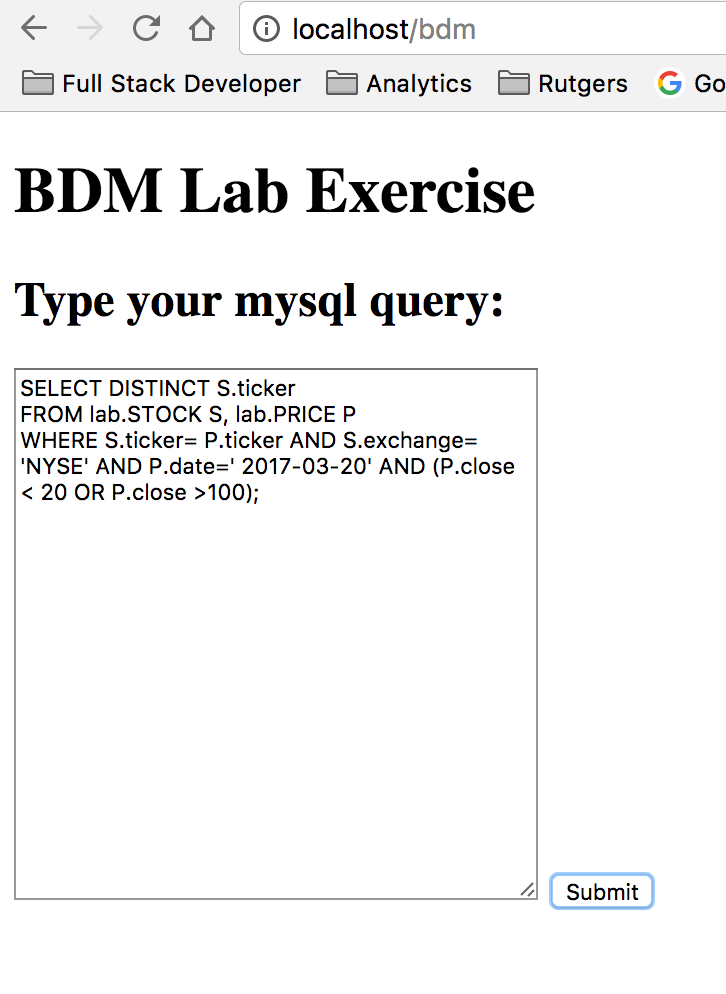 localhost/bdm
Full Stack Developer Analytics Rutgers Go
BDM Lab Exercise
Type your mysql query:
SELECT DISTINCT S.ticker
FROM lab.STOCK S, lab.PRICE P
WHERE S.ticker= P.ticker AND S.exchange=
'NYSE' AND P.date=' 2017-03-20' AND (P.close
< 20 OR P.close >100);
Submit